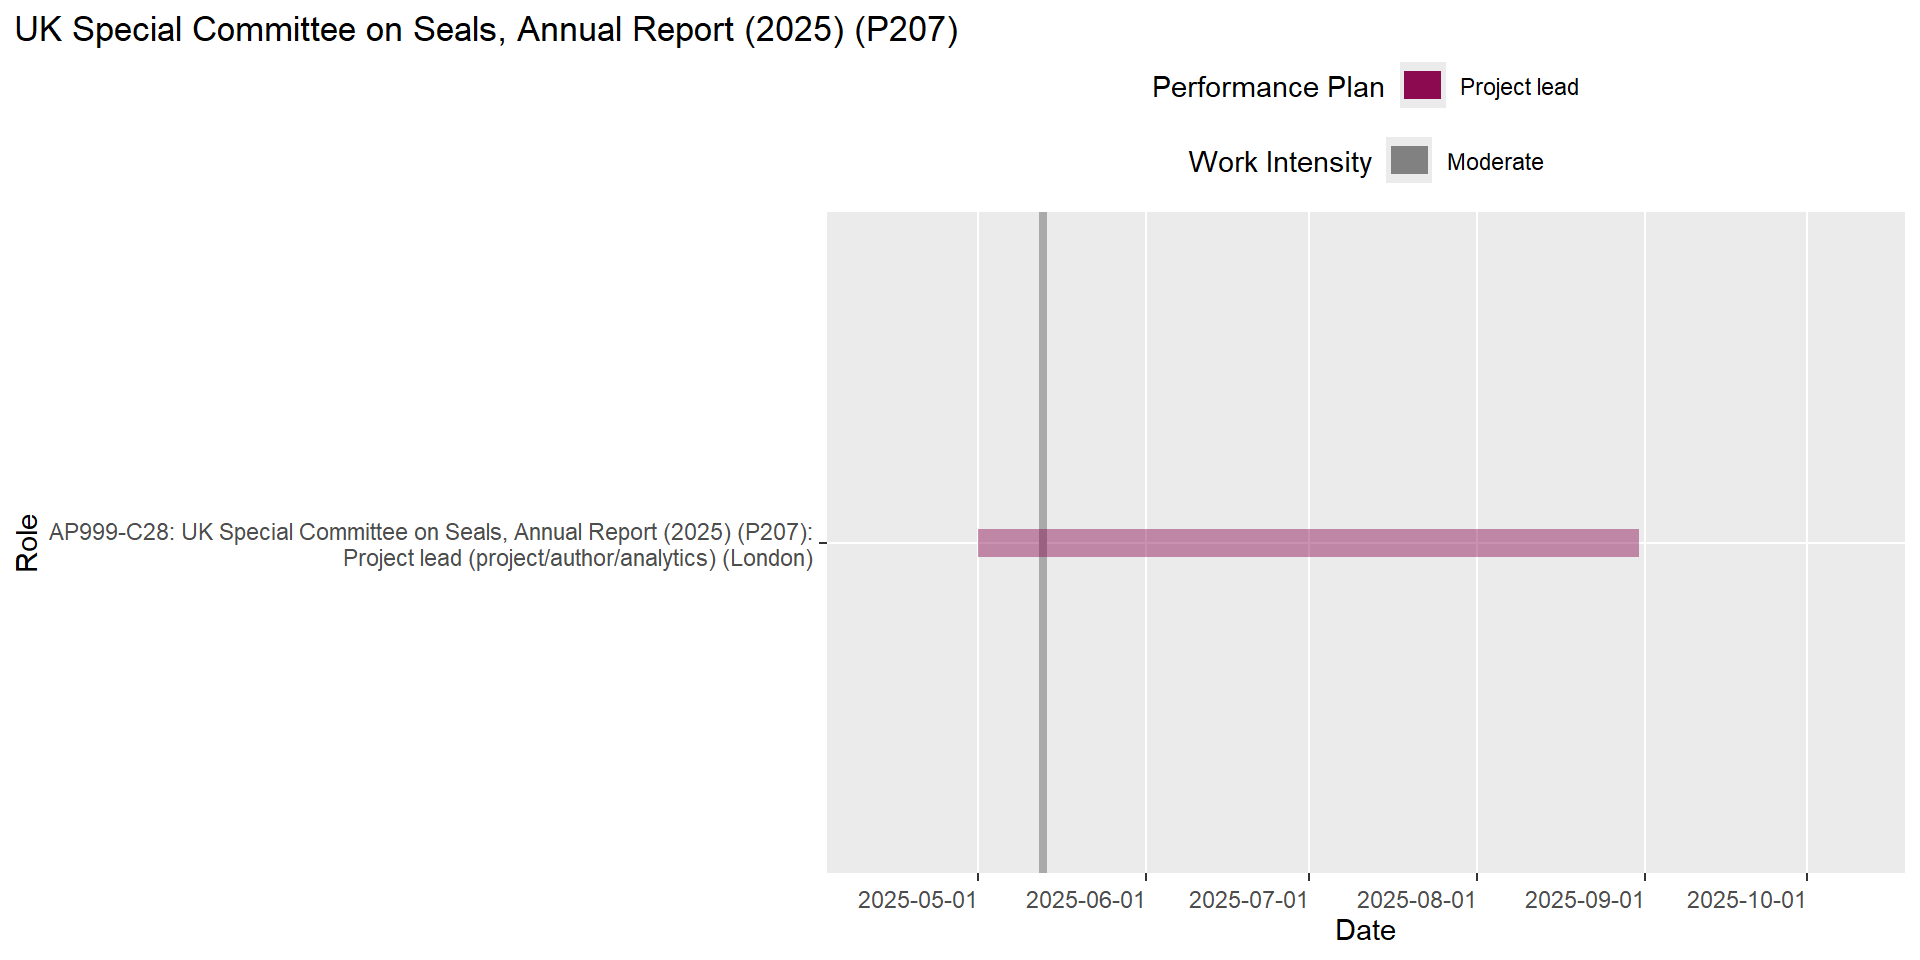 UK Special Committee on Seals, Annual Report (2025) (P207)
Performance Plan
Project lead
Work Intensity
Moderate
Role
AP999-C28: UK Special Committee on Seals, Annual Report (2025) (P207):
Project lead (project/author/analytics) (London)
2025-05-01
2025-06-01
2025-07-01
2025-08-01
2025-09-01
2025-10-01
Date